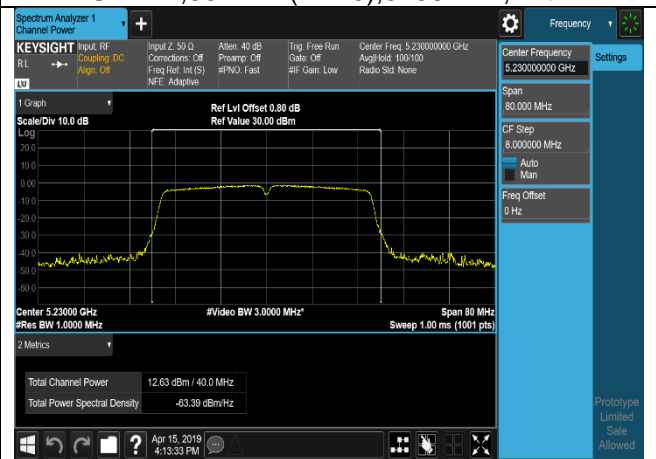 Spectrum Analyzer 1
Channel Power
Frequency
KEYSIGHT
RL
LXI
Input: RF
Coupling: DC
Align: Off
Input Z: 50 Ω
Corrections: Off
Freq Ref: Int (S)
NFE: Adaptive
Atten: 40 dB
Preamp: Off
#PNO: Fast
Trig: Free Run
Gate: Off
#IF Gain: Low
Center Freq: 5.230000000 GHz
Avg|Hold: 100/100
Radio Std: None
Center Frequency
5.230000000 GHz
Settings
Span
80.000 MHz
CF Step
8.000000 MHz
Auto
Man
Freq Offset
0 Hz
1 Graph
Scale/Div 10.0 dB
Ref Lvl Offset 0.80 dB
Ref Value 30.00 dBm
Log
20.0
10.0
0.00
-10.0
-20.0
-30.0
-40.0
-50.0
-60.0
Center 5.23000 GHz
#Video BW 3.0000 MHz*
Span 80 MHz
#Res BW 1.0000 MHz
Sweep 1.00 ms (1001 pts)
2 Metrics
Total Channel Power 12.63 dBm / 40.0 MHz
Total Power Spectral Density -63.39 dBm/Hz
Prototype
Limited
Sale
Allowed
Apr 15, 2019
4:13:33 PM